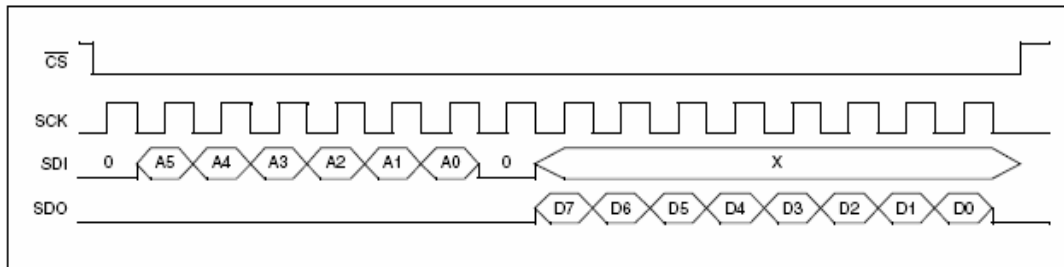 CS
SCK
SDI 0 A5 A4 A3 A2 A1 A0 0 X
SDO D7 D6 D5 D4 D3 D2 D1 D0